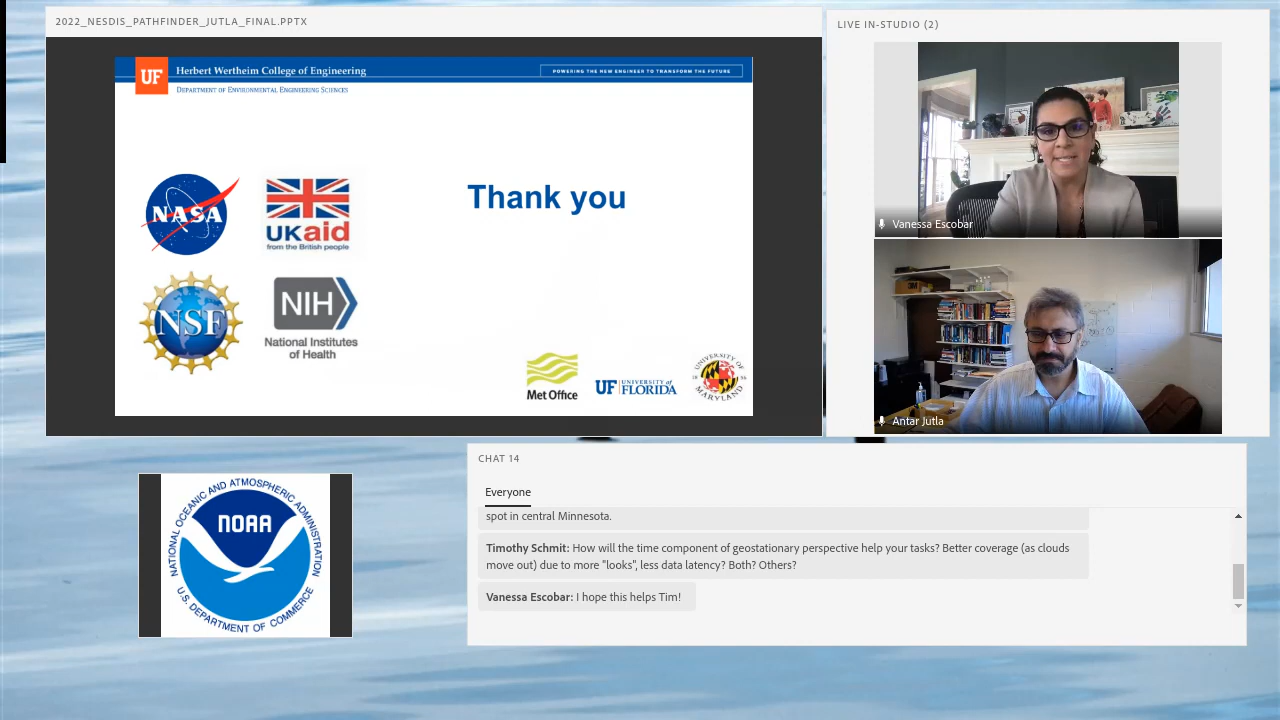 2022_NESDIS_PATHFINDER_JUTLA_FINAL.PPTX
UF
Herbert Wertheim College of Engineering
POWERING THE NEW ENGINEER TO TRANSFORM THE FUTURE
DEPARTMENT OF ENVIRONMENTAL ENGINEERING SCIENCES
Thank you
NASA
UKaid
from the British people
NSF
NIH
National Institutes
of Health
Met Office
UF UNIVERSITY of
FLORIDA
UNIVERSITY OF
MARYLAND
18 56
LIVE IN-STUDIO (2)
Vanessa Escobar
Antar Jutla
NATIONAL OCEANIC AND ATMOSPHERIC ADMINISTRATION
NOAA
U.S. DEPARTMENT OF COMMERCE
CHAT 14
Everyone
spot in central Minnesota.
Timothy Schmit: How will the time component of geostationary perspective help your tasks? Better coverage (as clouds
move out) due to more "looks", less data latency? Both? Others?
Vanessa Escobar: I hope this helps Tim!